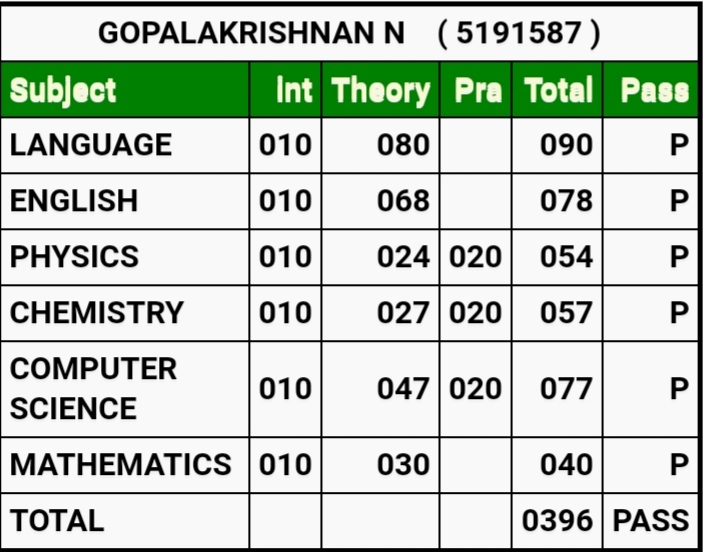 GOPALAKRISHNAN N ( 5191587 )
Subject Int Theory Pra Total Pass
LANGUAGE 010 080 090 P
ENGLISH 010 068 078 P
PHYSICS 010 024 020 054 P
CHEMISTRY 010 027 020 057 P
COMPUTER
SCIENCE 010 047 020 077 P
MATHEMATICS 010 030 040 P
TOTAL 0396 PASS